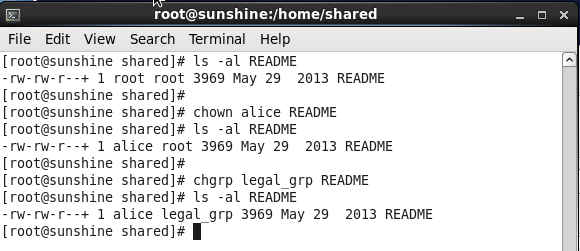 root@sunshine:/home/shared
File Edit View Search Terminal Help
[root@sunshine shared]# ls -al README
-rw-rw-r--+ 1 root root 3969 May 29  2013 README
[root@sunshine shared]#
[root@sunshine shared]# chown alice README
[root@sunshine shared]# ls -al README
-rw-rw-r--+ 1 alice root 3969 May 29  2013 README
[root@sunshine shared]#
[root@sunshine shared]# chgrp legal_grp README
[root@sunshine shared]# ls -al README
-rw-rw-r--+ 1 alice legal_grp 3969 May 29  2013 README
[root@sunshine shared]#